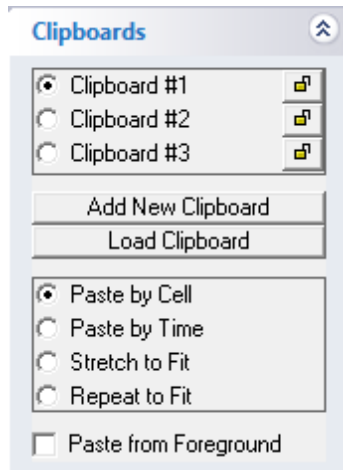 Clipboards
Clipboard #1
Clipboard #2
Clipboard #3
Add New Clipboard
Load Clipboard
Paste by Cell
Paste by Time
Stretch to Fit
Repeat to Fit
Paste from Foreground